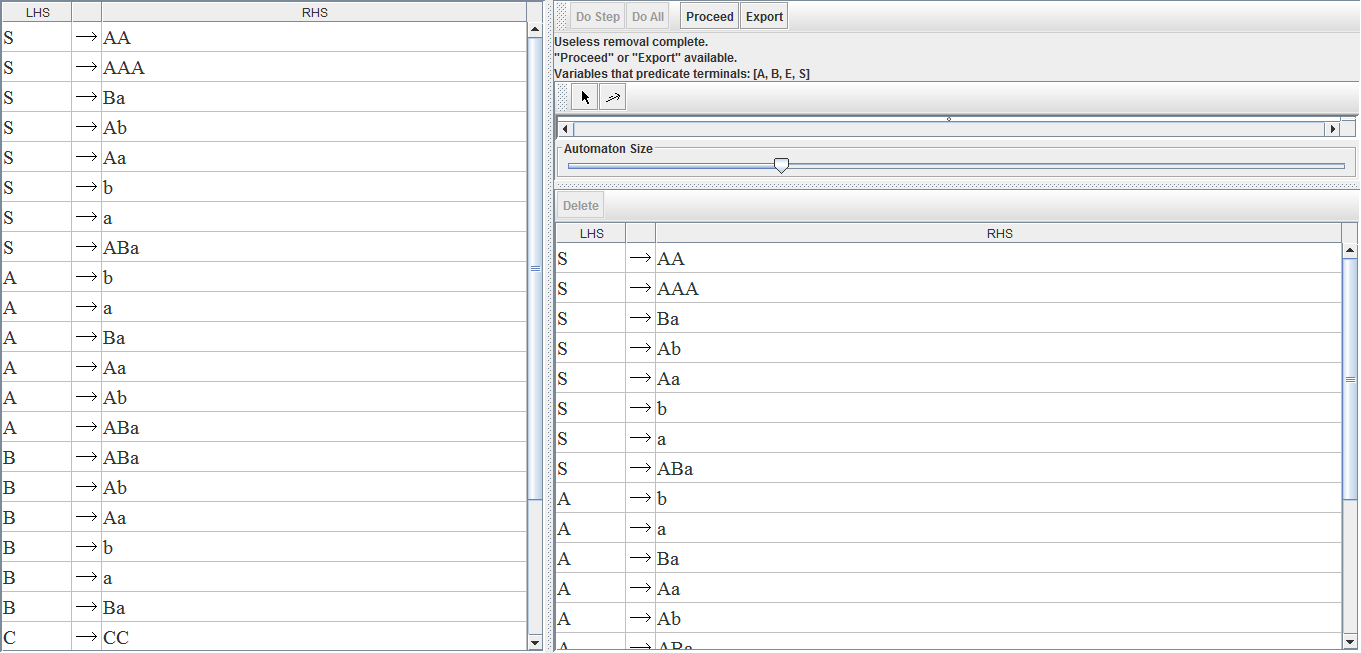 LHS RHS
S → AA
S → AAA
S → Ba
S → Ab
S → Aa
S → b
S → a
S → ABa
A → b
A → a
A → Ba
A → Aa
A → Ab
A → ABa
B → ABa
B → Ab
B → Aa
B → b
B → a
B → Ba
C → CC
Do Step Do All Proceed Export
Useless removal complete.
"Proceed" or "Export" available.
Variables that predicate terminals: [A, B, E, S]
Automaton Size
Delete
LHS RHS
S → AA
S → AAA
S → Ba
S → Ab
S → Aa
S → b
S → a
S → ABa
A → b
A → a
A → Ba
A → Aa
A → Ab
A → ABa